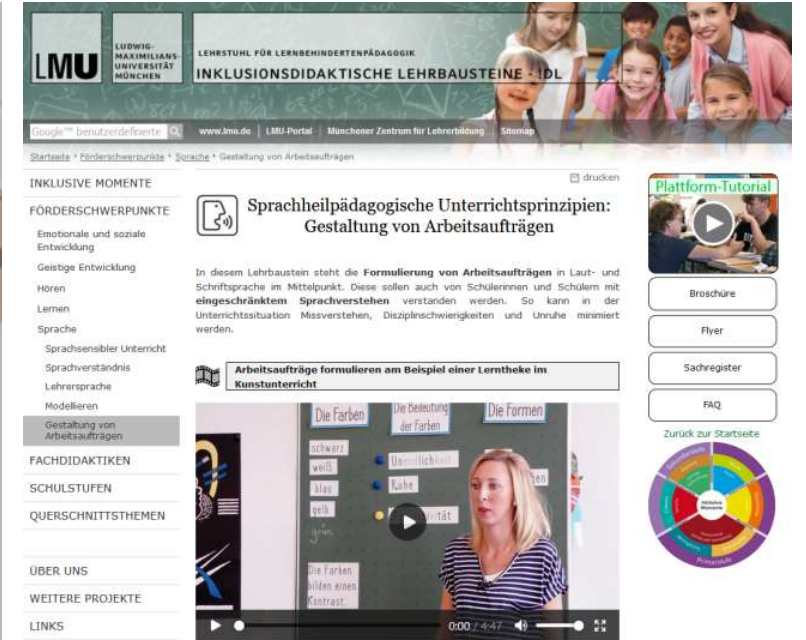 LMU
LUDWIG-
MAXIMILIANS-
UNIVERSITÄT
MÜNCHEN
LEHRSTUHL FÜR LERNBEHINDERTENPÄDAGOGIK
INKLUSIONSDIDAKTISCHE LEHRBAUSTEINE - !DL
Google™ benutzerdefinierte
www.lmu.de
LMU-Portal
Münchener Zentrum für Lehrerbildung
Sitemap
Startseite
Förderschwerpunkte
Sprache
Gestaltung von Arbeitsaufträgen
INKLUSIVE MOMENTE
FÖRDERSCHWERPUNKTE
Emotionale und soziale
Entwicklung
Geistige Entwicklung
Hören
Lernen
Sprache
Sprachsensibler Unterricht
Sprachverständnis
Lehrersprache
Modellieren
Gestaltung von
Arbeitsaufträgen
FACHDIDAKTIKEN
SCHULSTUFEN
QUERSCHNITTSTHEMEN
ÜBER UNS
WEITERE PROJEKTE
LINKS
drucken
Sprachheilpädagogische Unterrichtsprinzipien:
Gestaltung von Arbeitsaufträgen
In diesem Lehrbaustein steht die Formulierung von Arbeitsaufträgen in Laut- und
Schriftsprache im Mittelpunkt. Diese sollen auch von Schülerinnen und Schülern mit
eingeschränktem Sprachverstehen verstanden werden. So kann in der
Unterrichtssituation Missverstehen, Disziplinschwierigkeiten und Unruhe minimiert
werden.
Arbeitsaufträge formulieren am Beispiel einer Lerntheke im
Kunstunterricht
Die Farben
Die Bedeutung
der Farben
Die Formen
schwarz
weiß
blau
gelb
grün
Unendlichkeit
Ruhe
Die Farben
bilden einen
Kontrast.
0:00 / 4:47
Plattform-Tutorial
Broschüre
Flyer
Sachregister
FAQ
Zurück zur Startseite
Inklusive
Momente
Primarstufe